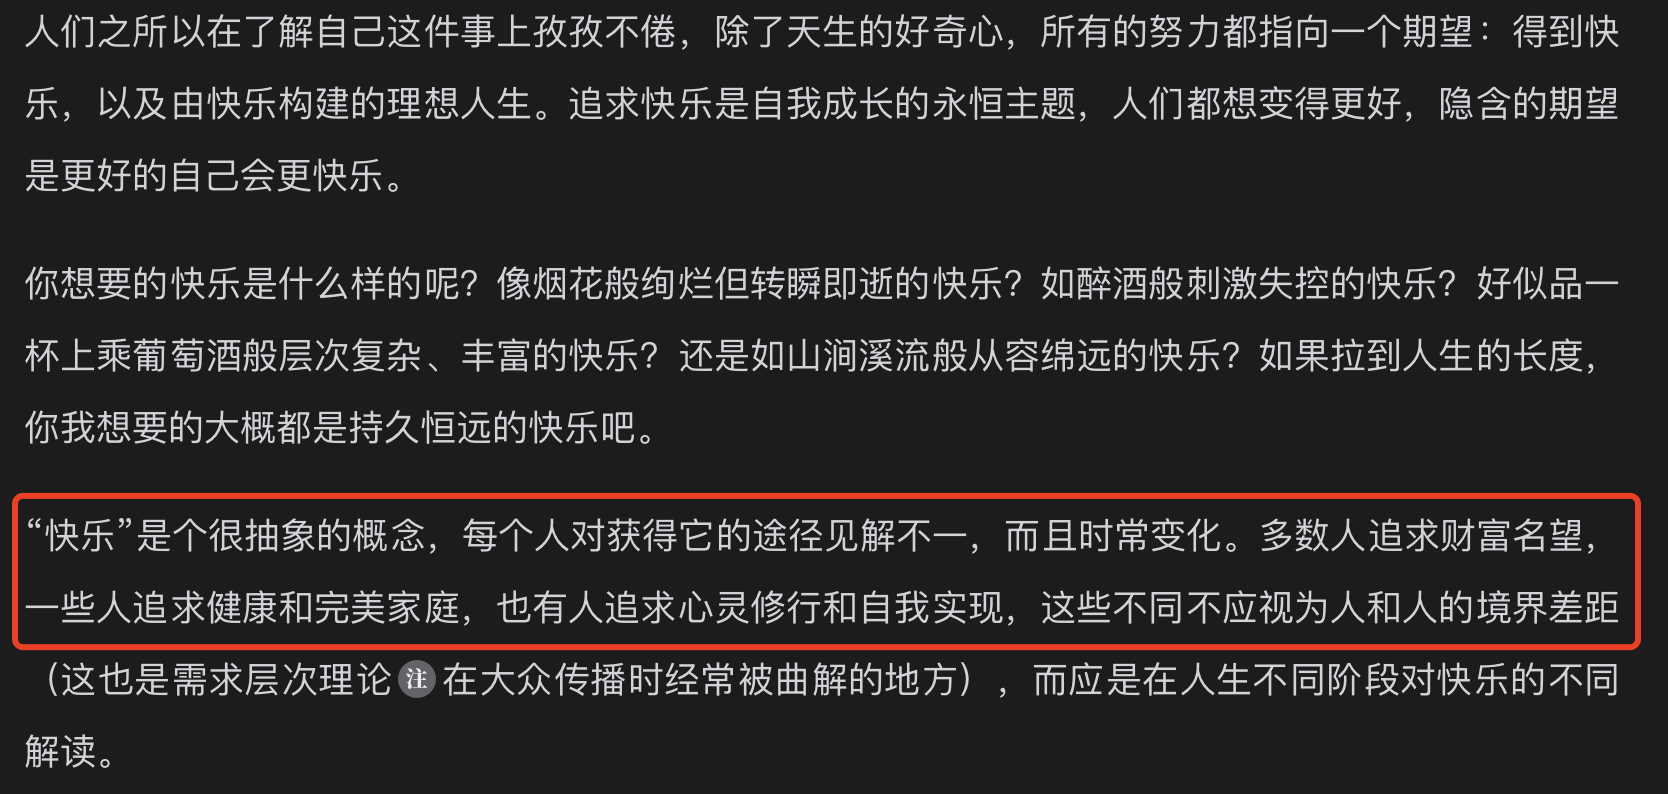 人们之所以在了解自己这件事上孜孜不倦，除了天生的好奇心，所有的努力都指向一个期望：得到快
乐，以及由快乐构建的理想人生。追求快乐是自我成长的永恒主题，人们都想变得更好，隐含的期望
是更好的自己会更快乐。
你想要的快乐是什么样的呢？像烟花般绚烂但转瞬即逝的快乐？如醉酒般刺激失控的快乐？好似品一
杯上乘葡萄酒般层次复杂、丰富的快乐？还是如山涧溪流般从容绵远的快乐？如果拉到人生的长度，
你我想要的大概都是持久恒远的快乐吧。
“快乐”是个很抽象的概念，每个人对获得它的途径见解不一，而且时常变化。多数人追求财富名望，
一些人追求健康和完美家庭，也有人追求心灵修行和自我实现，这些不同不应视为人和人的境界差距
（这也是需求层次理论注在大众传播时经常被曲解的地方），而应是在人生不同阶段对快乐的不同
解读。